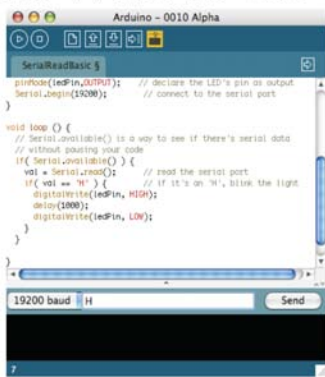 Arduino - 0010 Alpha
SerialReadBasic §
pinMode(ledPin,OUTPUT);    // declare the LED's pin as output
Serial.begin(19200);       // connect to the serial port
}
void loop () {
// Serial.available() is a way to see if there's serial data
// without pausing your code
if( Serial.available() ) {
val = Serial.read();    // read the serial port
if( val == 'H' ) {      // if it's an 'H', blink the light
digitalWrite(ledPin, HIGH);
delay(1000);
digitalWrite(ledPin, LOW);
}
}
}
19200 baud H Send
7